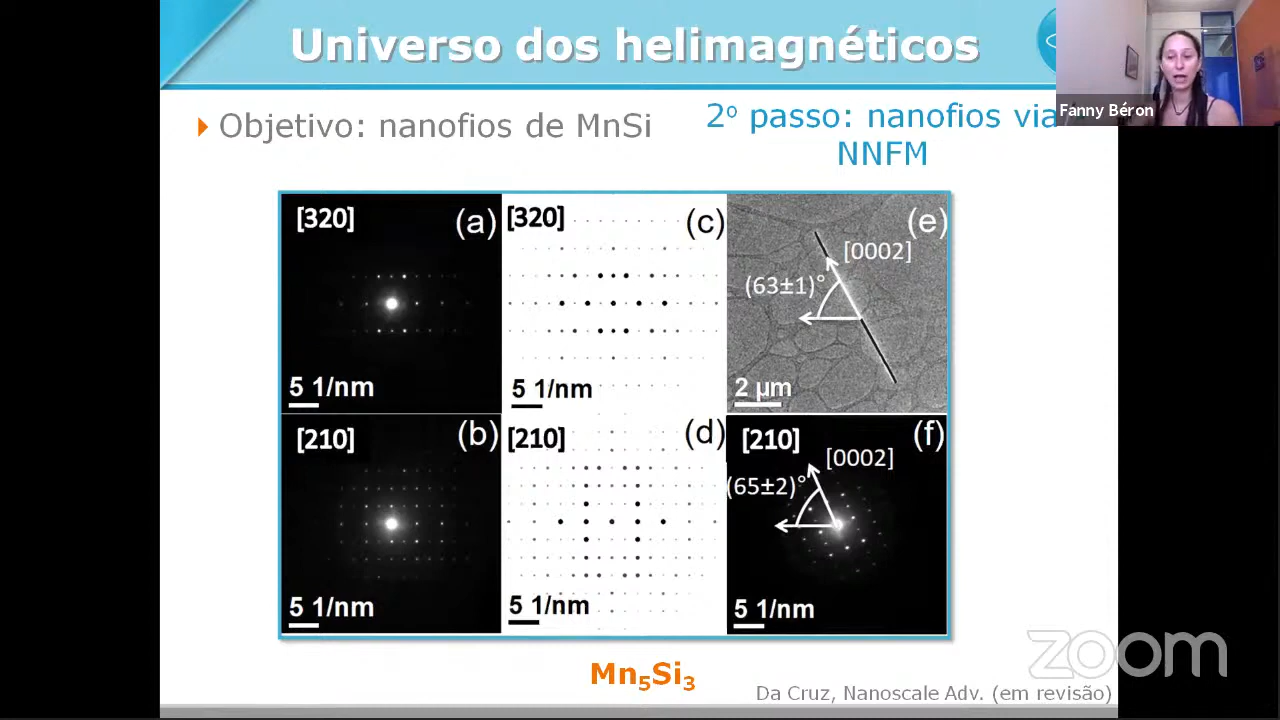 Universo dos helimagnéticos
Fanny Béron
Objetivo: nanofios de MnSi
2º passo: nanofios via
NNFM
[320]
(a)
5 1/nm
[320]
(c)
5 1/nm
(e)
[0002]
(63±1)°
2 µm
[210]
(b)
5 1/nm
[210]
(d)
5 1/nm
[210]
(f)
[0002]
(65±2)°
5 1/nm
Mn₅Si₃
Da Cruz, Nanoscale Adv. (em revisão)
zoom